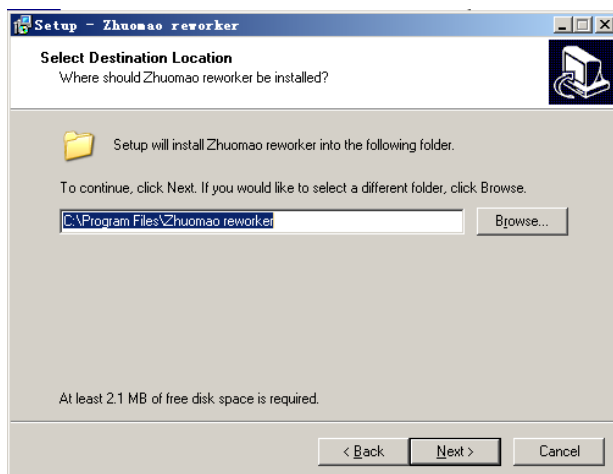 Setup - Zhuomao reworker
Select Destination Location
Where should Zhuomao reworker be installed?
Setup will install Zhuomao reworker into the following folder.
To continue, click Next. If you would like to select a different folder, click Browse.
C:\Program Files\Zhuomao reworker
Browse...
At least 2.1 MB of free disk space is required.
< Back
Next >
Cancel